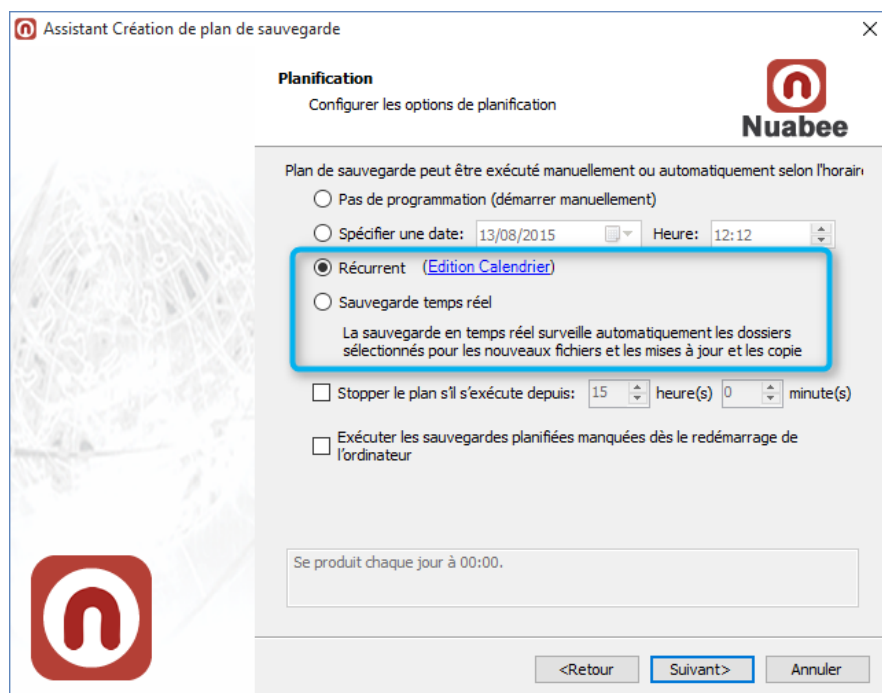 Assistant Création de plan de sauvegarde
Planification
Configurer les options de planification
Nuabee
Plan de sauvegarde peut être exécuté manuellement ou automatiquement selon l'horair
Pas de programmation (démarrer manuellement)
Spécifier une date: 13/08/2015 Heure: 12:12
Récurrent (Edition Calendrier)
Sauvegarde temps réel
La sauvegarde en temps réel surveille automatiquement les dossiers
sélectionnés pour les nouveaux fichiers et les mises à jour et les copie
Stopper le plan s'il s'exécute depuis: 15 heure(s) 0 minute(s)
Exécuter les sauvegardes planifiées manquées dès le redémarrage de
l'ordinateur
Se produit chaque jour à 00:00.
<Retour Suivant> Annuler